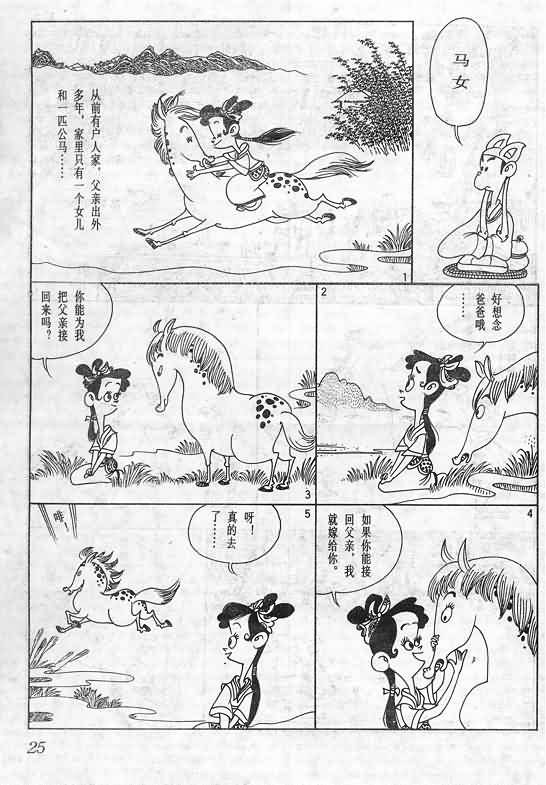 马女
从前有户人家，父亲出外
多年，家里只有一个女儿
和一匹公马……
1
2
好想念
爸爸哦
……
你能为我
把父亲接
回来吗？
3
4
如果你能接
回父亲，我
就嫁给你。
5
呀！
真的去
了……
啡！
25